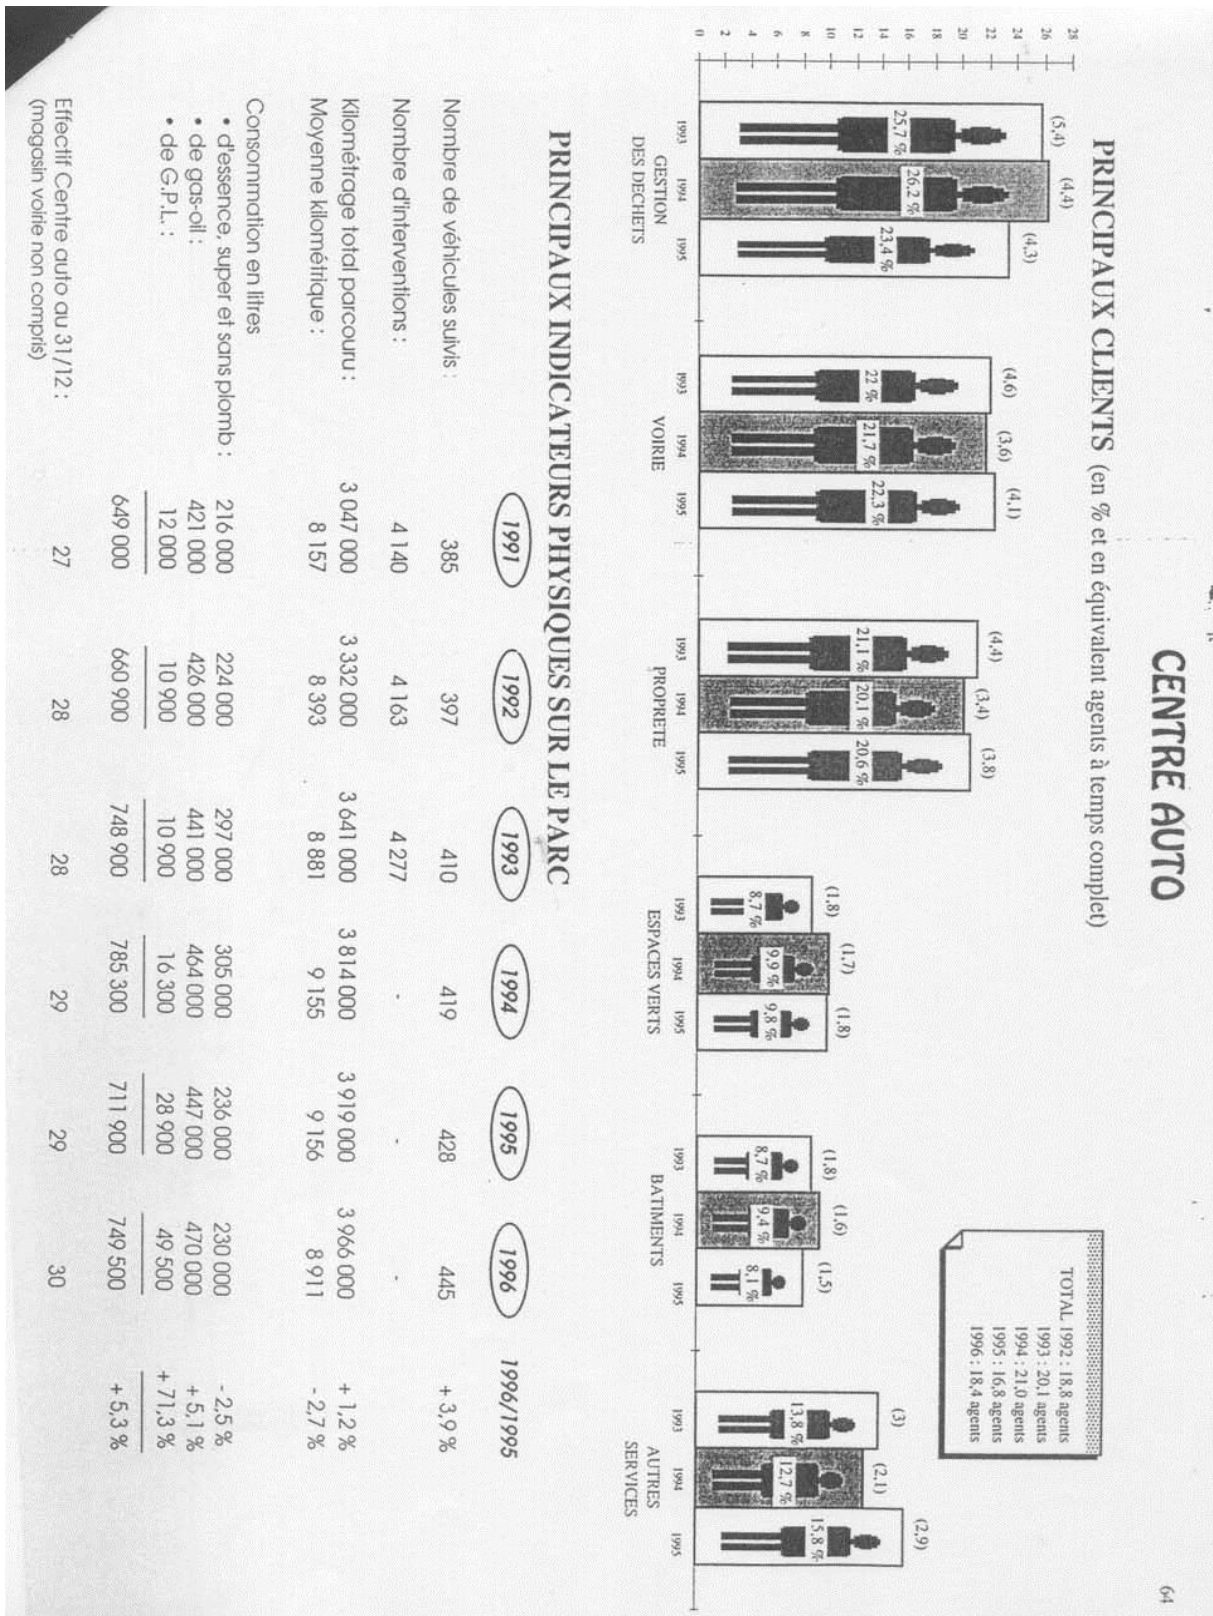 64
CENTRE AUTO
PRINCIPAUX CLIENTS (en % et en équivalent agents à temps complet)
TOTAL 1992 : 18,8 agents
1993 : 20,1 agents
1994 : 21,0 agents
1995 : 16,8 agents
1996 : 18,4 agents
28
26
24
22
20
18
16
14
12
10
8
6
4
2
0
(5,4) (4,4) (4,3)
25,7 % 26,2 % 23,4 %
1993 1994 1995
GESTION
DES DECHETS
(4,6) (3,6) (4,1)
22 % 21,7 % 22,3 %
1993 1994 1995
VOIRIE
(4,4) (3,4) (3,8)
21,1 % 20,1 % 20,6 %
1993 1994 1995
PROPRETE
(1,8) (1,7) (1,8)
8,7 % 9,9 % 9,8 %
1993 1994 1995
ESPACES VERTS
(1,8) (1,6) (1,5)
8,7 % 9,4 % 8,1 %
1993 1994 1995
BATIMENTS
(3) (2,1) (2,9)
13,8 % 12,7 % 15,8 %
1993 1994 1995
AUTRES
SERVICES
PRINCIPAUX INDICATEURS PHYSIQUES SUR LE PARC
1991 1992 1993 1994 1995 1996 1996/1995
Nombre de véhicules suivis : 385 397 410 419 428 445 + 3,9 %
Nombre d'interventions : 4 140 4 163 4 277 - - -
Kilométrage total parcouru : 3 047 000 3 332 000 3 641 000 3 814 000 3 919 000 3 966 000 + 1,2 %
Moyenne kilométrique : 8 157 8 393 8 881 9 155 9 156 8 911 - 2,7 %
Consommation en litres
• d'essence, super et sans plomb : 216 000 224 000 297 000 305 000 236 000 230 000 - 2,5 %
• de gas-oil : 421 000 426 000 441 000 464 000 447 000 470 000 + 5,1 %
• de G.P.L. : 12 000 10 900 10 900 16 300 28 900 49 500 + 71,3 %
649 000 660 900 748 900 785 300 711 900 749 500 + 5,3 %
Effectif Centre auto au 31/12 : 27 28 28 29 29 30
(magasin voirie non compris)